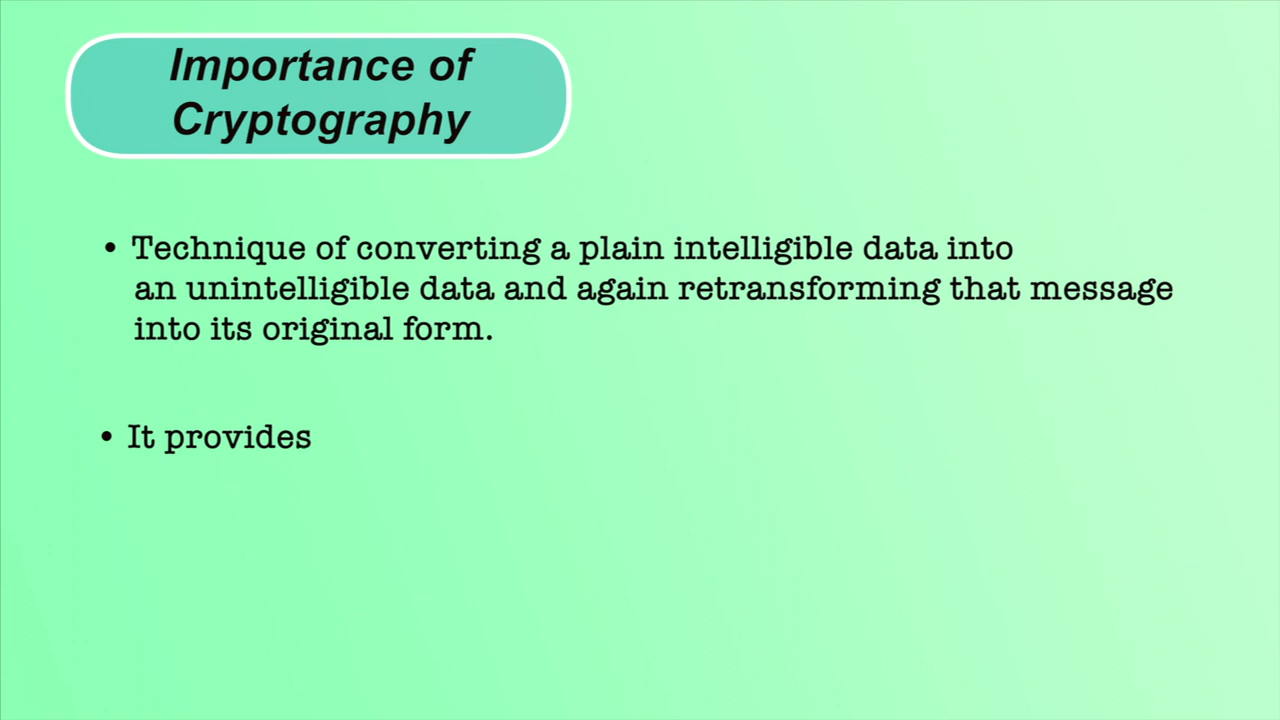 Importance of
Cryptography
• Technique of converting a plain intelligible data into
an unintelligible data and again retransforming that message
into its original form.
• It provides